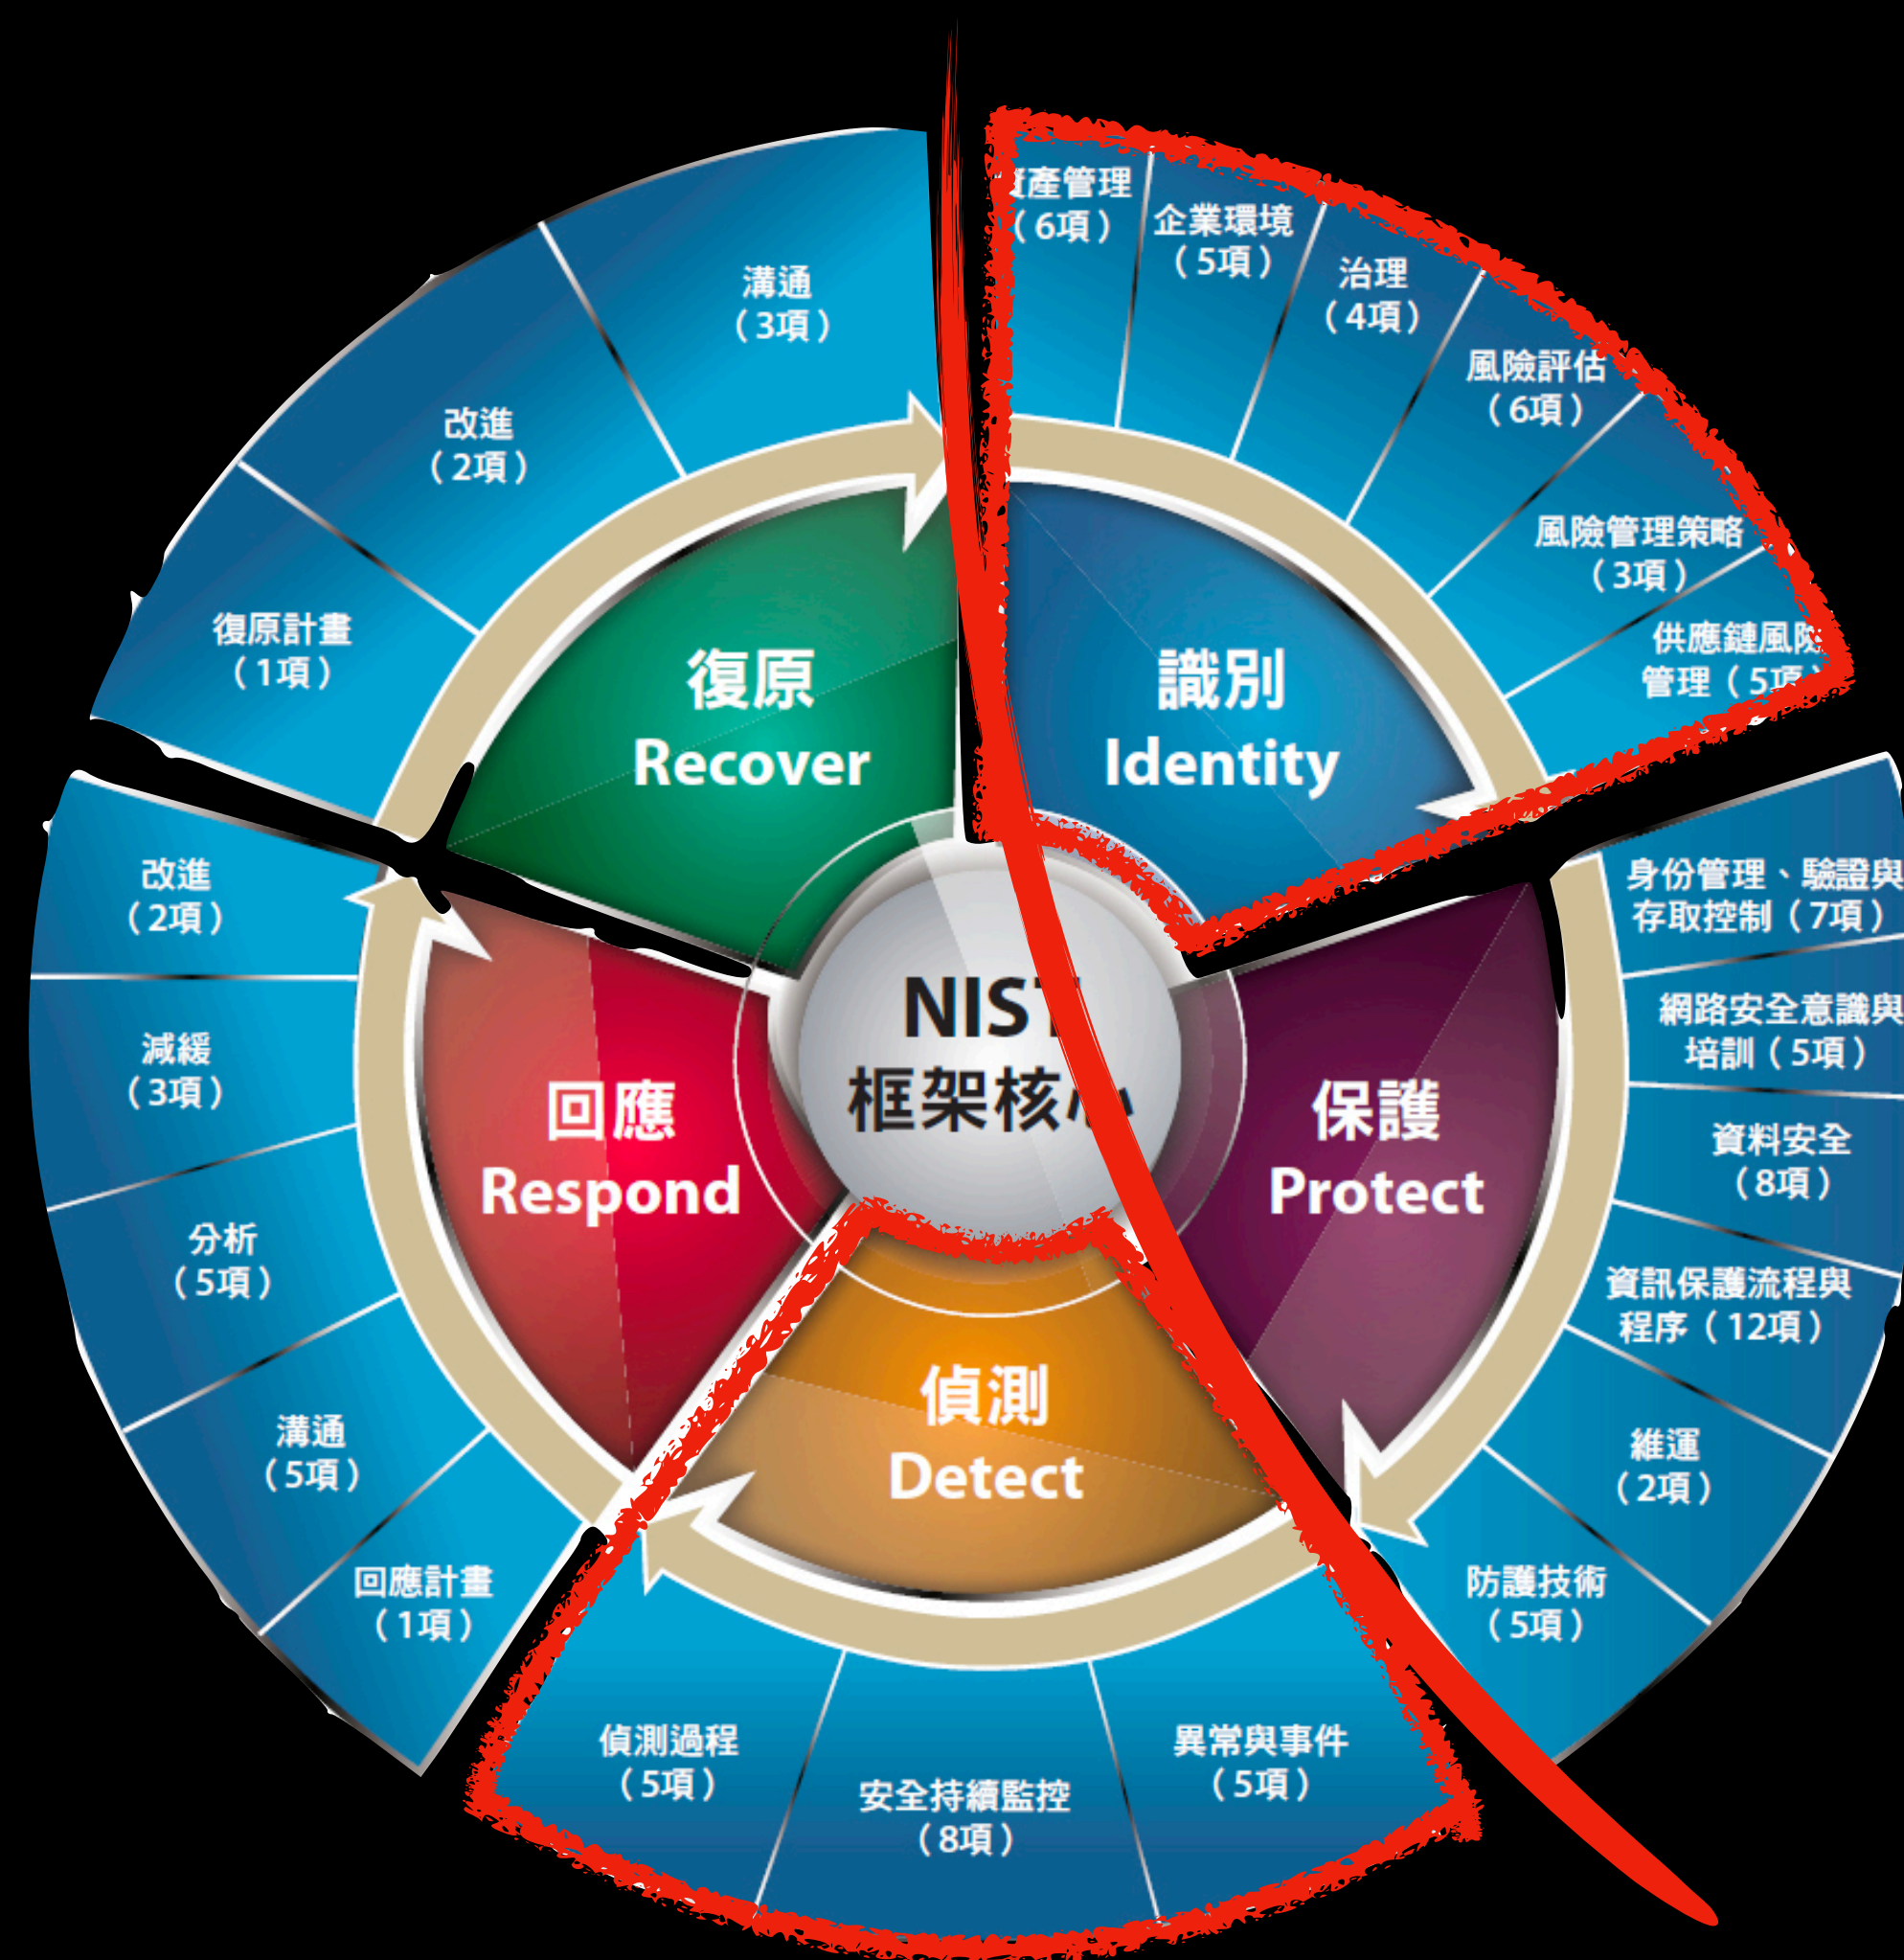 NIST
框架核心
識別
Identity
資產管理
（6項）
企業環境
（5項）
治理
（4項）
風險評估
（6項）
風險管理策略
（3項）
供應鏈風險
管理（5項）
保護
Protect
身份管理、驗證與
存取控制（7項）
網路安全意識與
培訓（5項）
資料安全
（8項）
資訊保護流程與
程序（12項）
維運
（2項）
防護技術
（5項）
偵測
Detect
異常與事件
（5項）
安全持續監控
（8項）
偵測過程
（5項）
回應
Respond
回應計畫
（1項）
溝通
（5項）
分析
（5項）
減緩
（3項）
改進
（2項）
復原
Recover
復原計畫
（1項）
改進
（2項）
溝通
（3項）